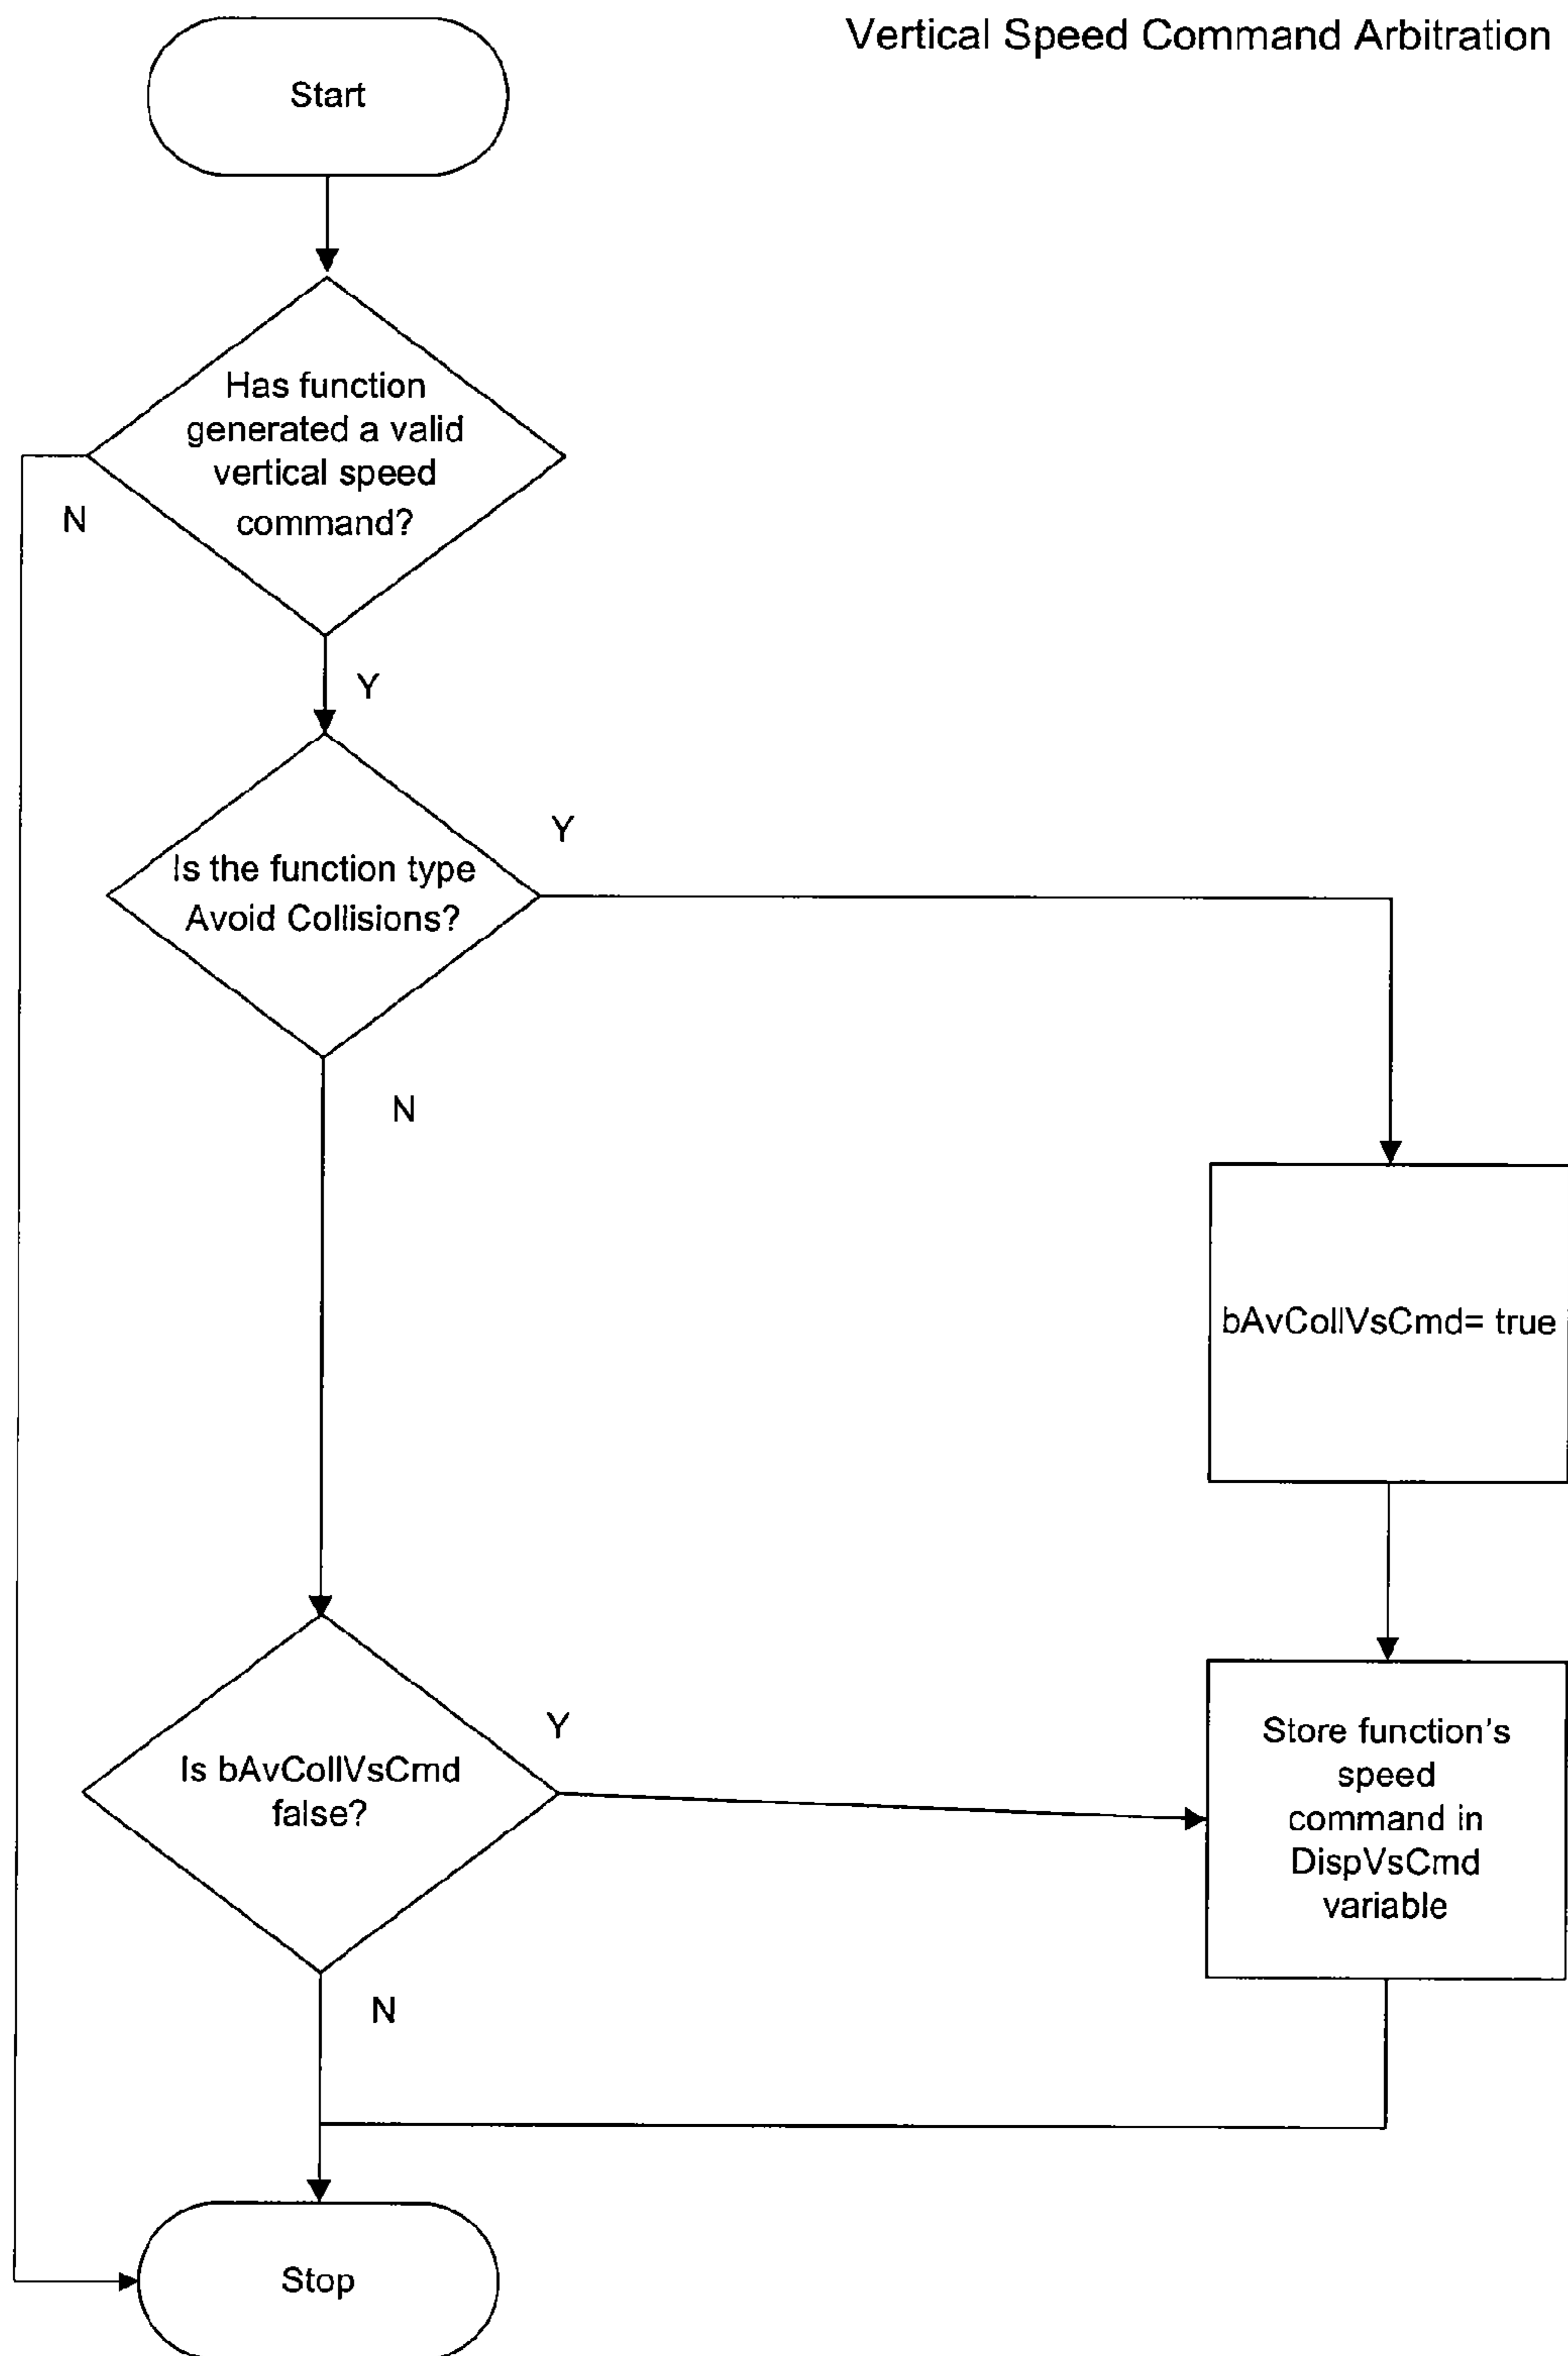 Vertical Speed Command Arbitration
Start
Has function
generated a valid
vertical speed
command?
N
Y
Is the function type
Avoid Collisions?
Y
N
bAvCollVsCmd= true
Is bAvCollVsCmd
false?
Y
N
Store function's
speed
command in
DispVsCmd
variable
Stop